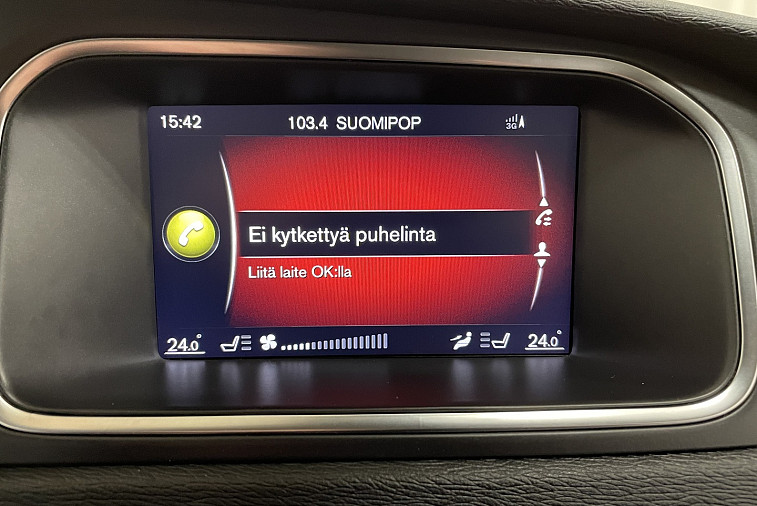 15:42 103.4 SUOMIPOP 3G
Ei kytkettyä puhelinta
Liitä laite OK:lla
24.0° 24.0°